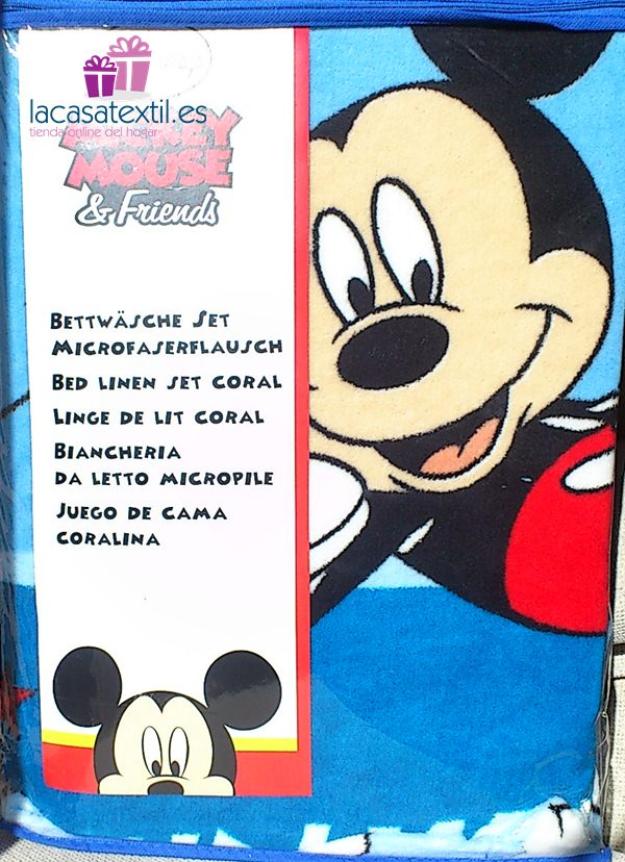 lacasatextil.es
tienda online del hogar
MICKEY
MOUSE
& Friends
BETTWÄSCHE SET
MICROFASERFLAUSCH
BED LINEN SET CORAL
LINGE DE LIT CORAL
BIANCHERIA
DA LETTO MICROPILE
JUEGO DE CAMA
CORALINA